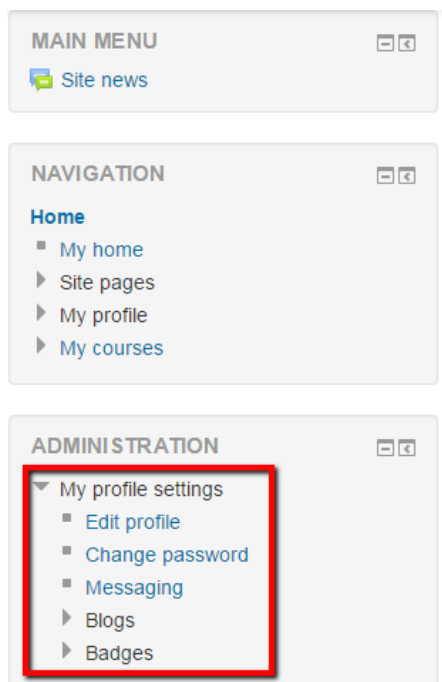 MAIN MENU
Site news
NAVIGATION
Home
My home
Site pages
My profile
My courses
ADMINISTRATION
My profile settings
Edit profile
Change password
Messaging
Blogs
Badges